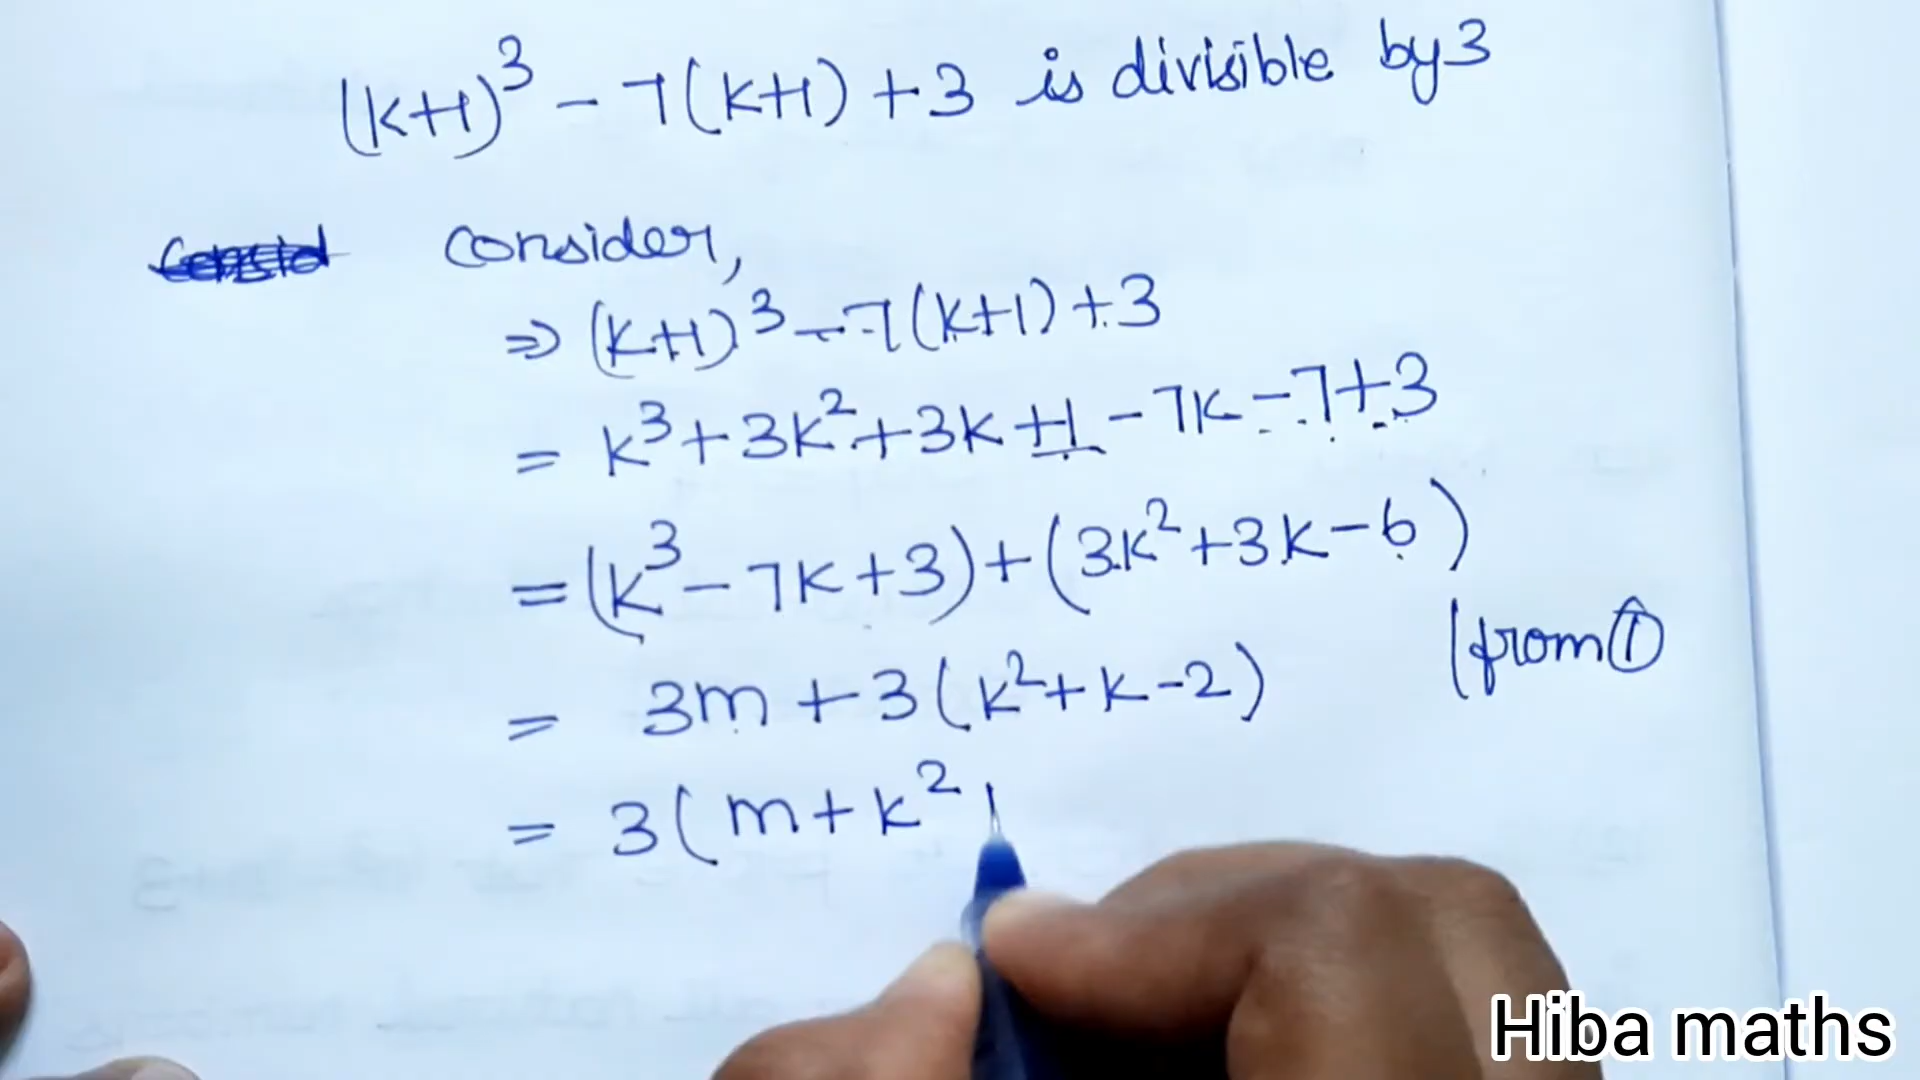 (k+1)³ - 7(k+1) + 3 is divisible by 3
consider,
⇒ (k+1)³ - 7(k+1) + 3
= k³ + 3k² + 3k + 1 - 7k - 7 + 3
= (k³ - 7k + 3) + (3k² + 3k - 6)
(from ①
= 3m + 3(k² + k - 2)
= 3(m + k²
Hiba maths